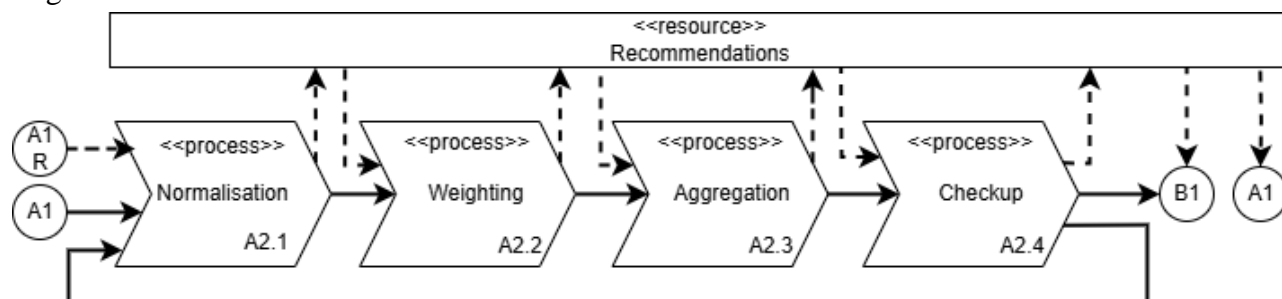 <<resource>>
Recommendations
A1
R
A1
<<process>>
Normalisation
A2.1
<<process>>
Weighting
A2.2
<<process>>
Aggregation
A2.3
<<process>>
Checkup
A2.4
B1
A1